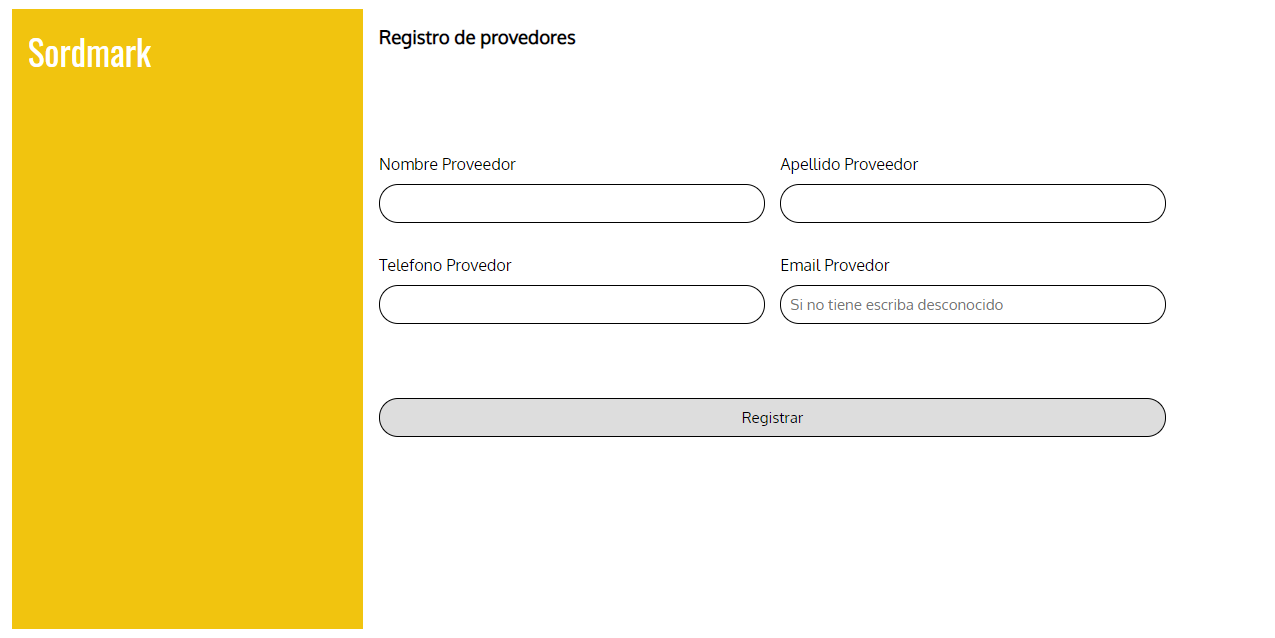 Sordmark
Registro de provedores
Nombre Proveedor
Apellido Proveedor
Telefono Provedor
Email Provedor
Si no tiene escriba desconocido
Registrar